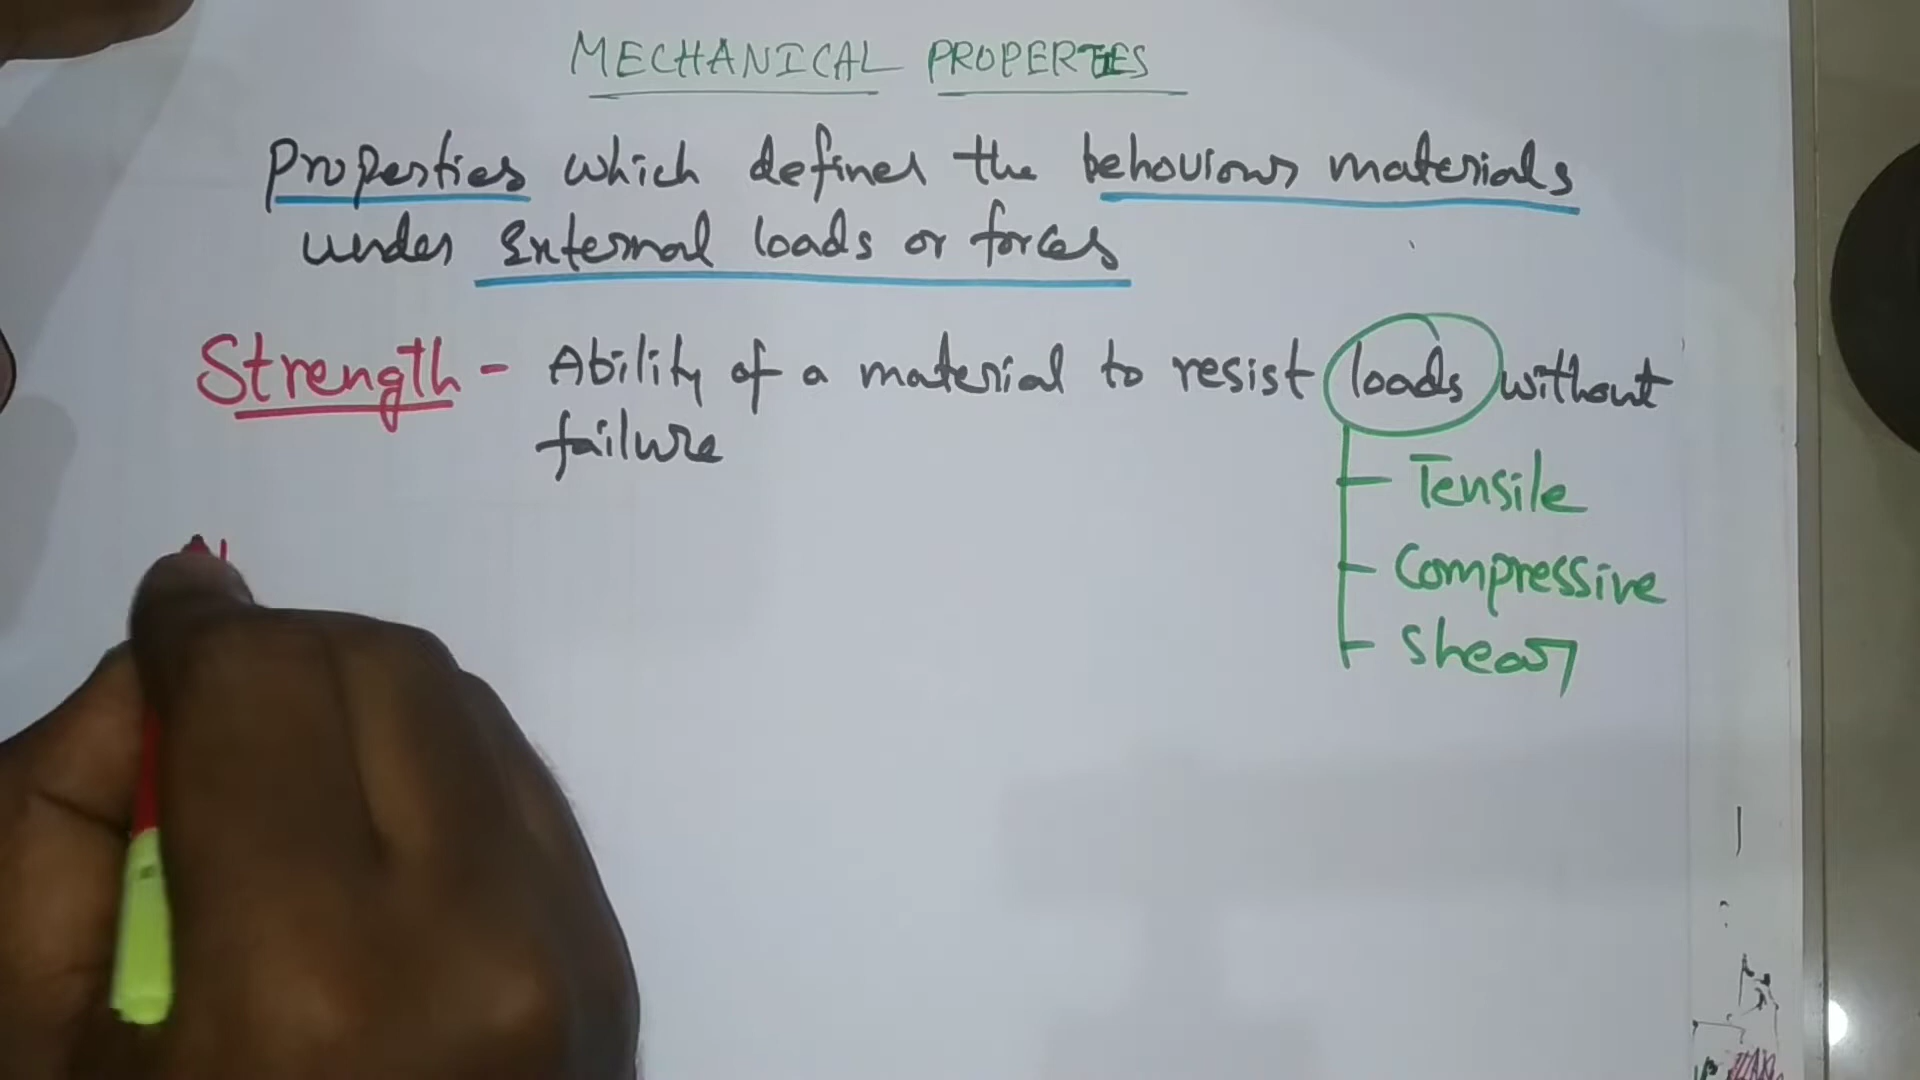 MECHANICAL PROPERTIES
Properties which defines the behaviours materials
under External loads or forces
Strength - Ability of a material to resist loads without
failure
Tensile
Compressive
Shear